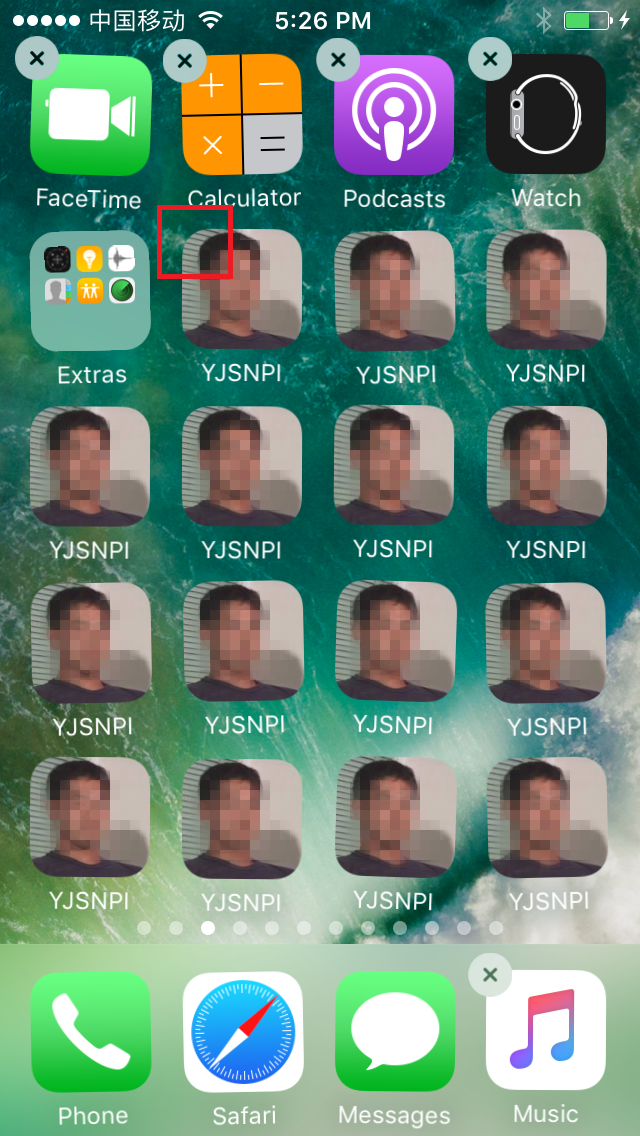 中国移动 5:26 PM
FaceTime Calculator Podcasts Watch
Extras YJSNPI YJSNPI YJSNPI
YJSNPI YJSNPI YJSNPI YJSNPI
YJSNPI YJSNPI YJSNPI YJSNPI
YJSNPI YJSNPI YJSNPI YJSNPI
Phone Safari Messages Music